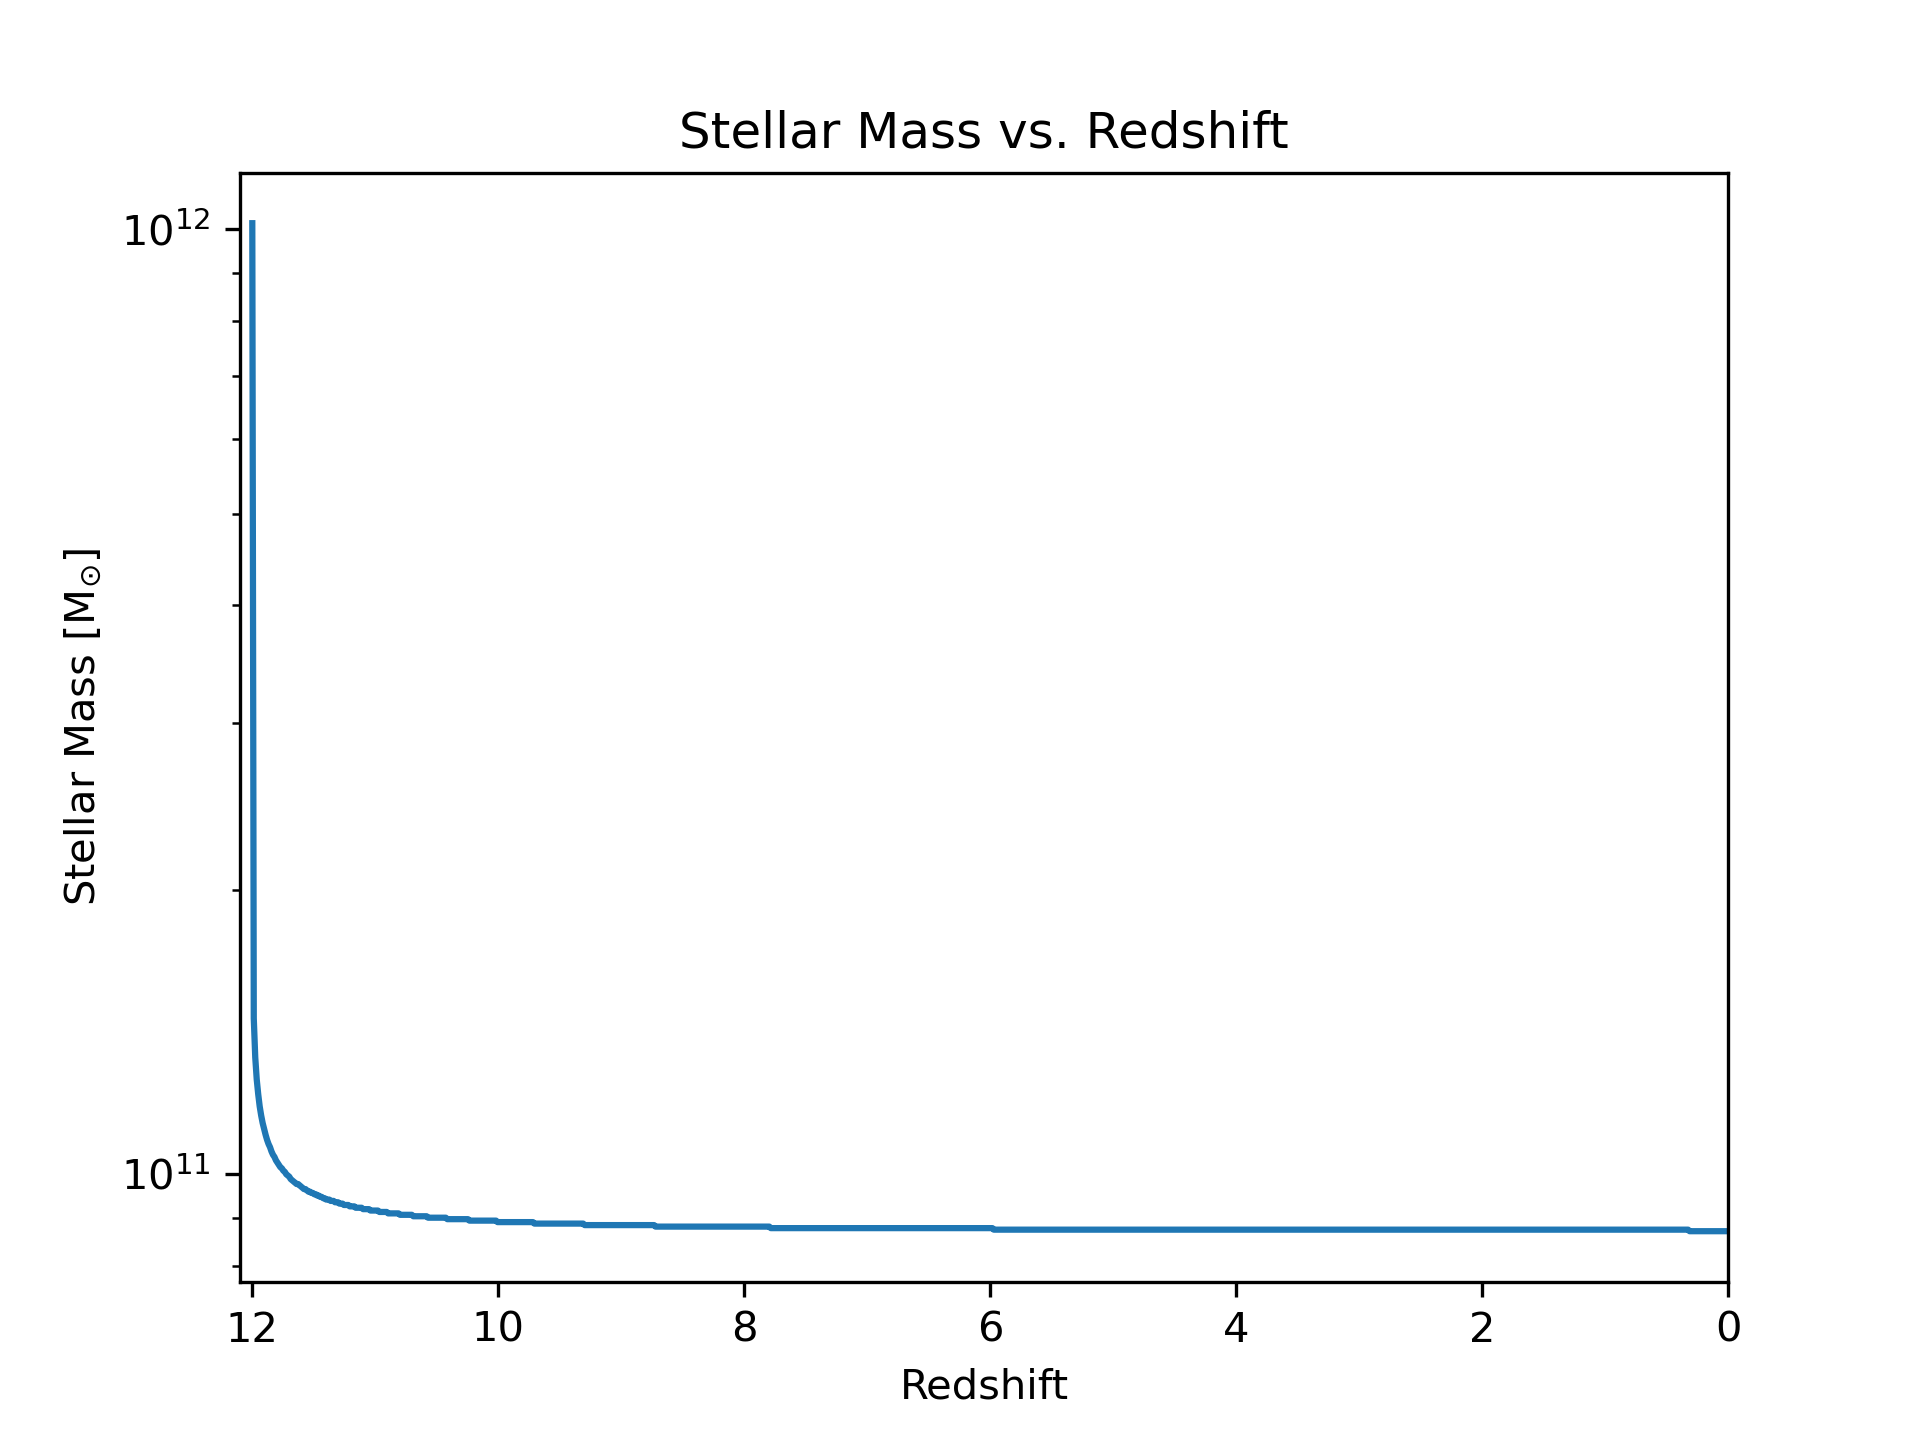 Stellar Mass vs. Redshift
10¹²
10¹¹
Stellar Mass [M☉]
12 10 8 6 4 2 0
Redshift